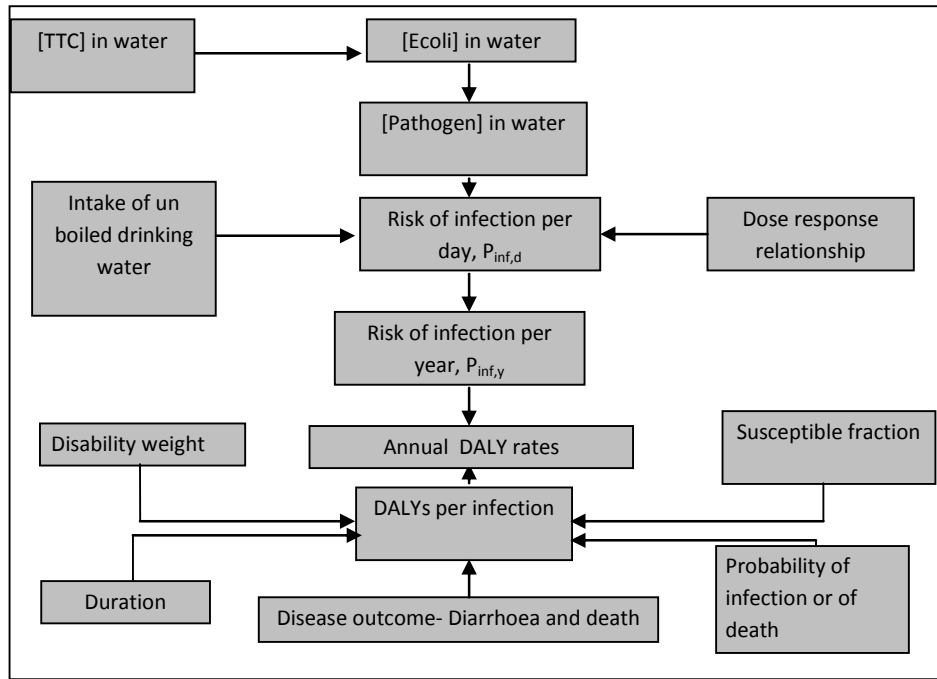 [TTC] in water
[Ecoli] in water
[Pathogen] in water
Intake of un
boiled drinking
water
Risk of infection per
day, Pinf,d
Dose response
relationship
Risk of infection per
year, Pinf,y
Disability weight
Annual DALY rates
Susceptible fraction
DALYs per infection
Duration
Disease outcome- Diarrhoea and death
Probability of
infection or of
death